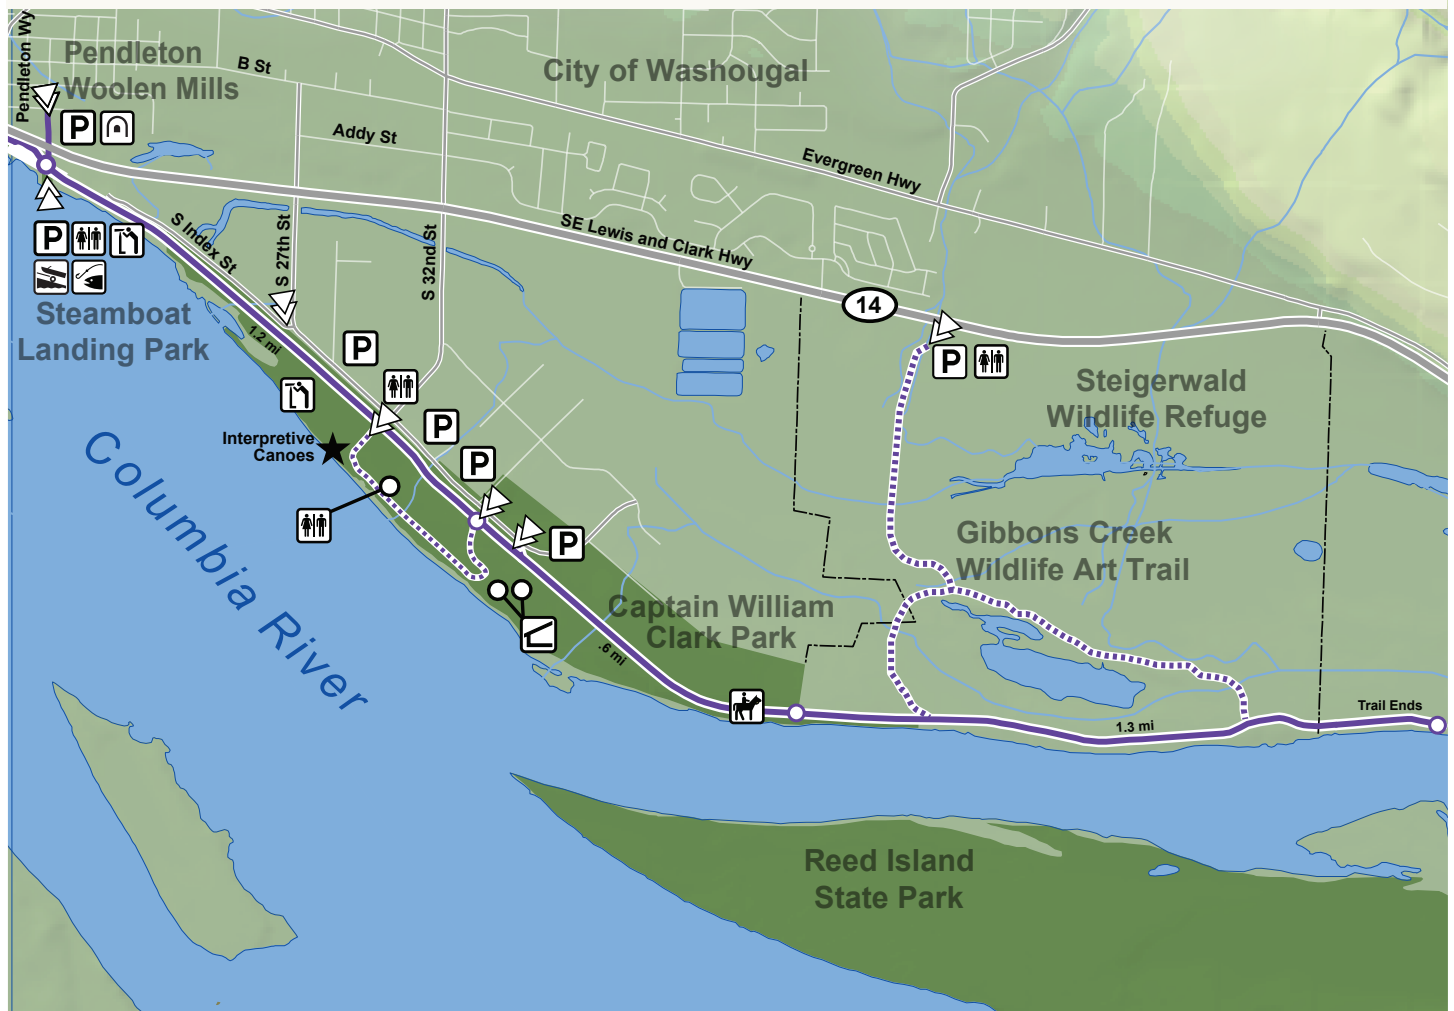 Pendleton Wy
Pendleton
Woolen Mills
B St
City of Washougal
Addy St
Evergreen Hwy
P
S Index St
S 27th St
S 32nd St
SE Lewis and Clark Hwy
14
P
Steamboat
Landing Park
1.2 mi
P
P
Steigerwald
Wildlife Refuge
P
Interpretive
Canoes
P
Columbia River
P
Gibbons Creek
Wildlife Art Trail
Captain William
Clark Park
.6 mi
1.3 mi
Trail Ends
Reed Island
State Park